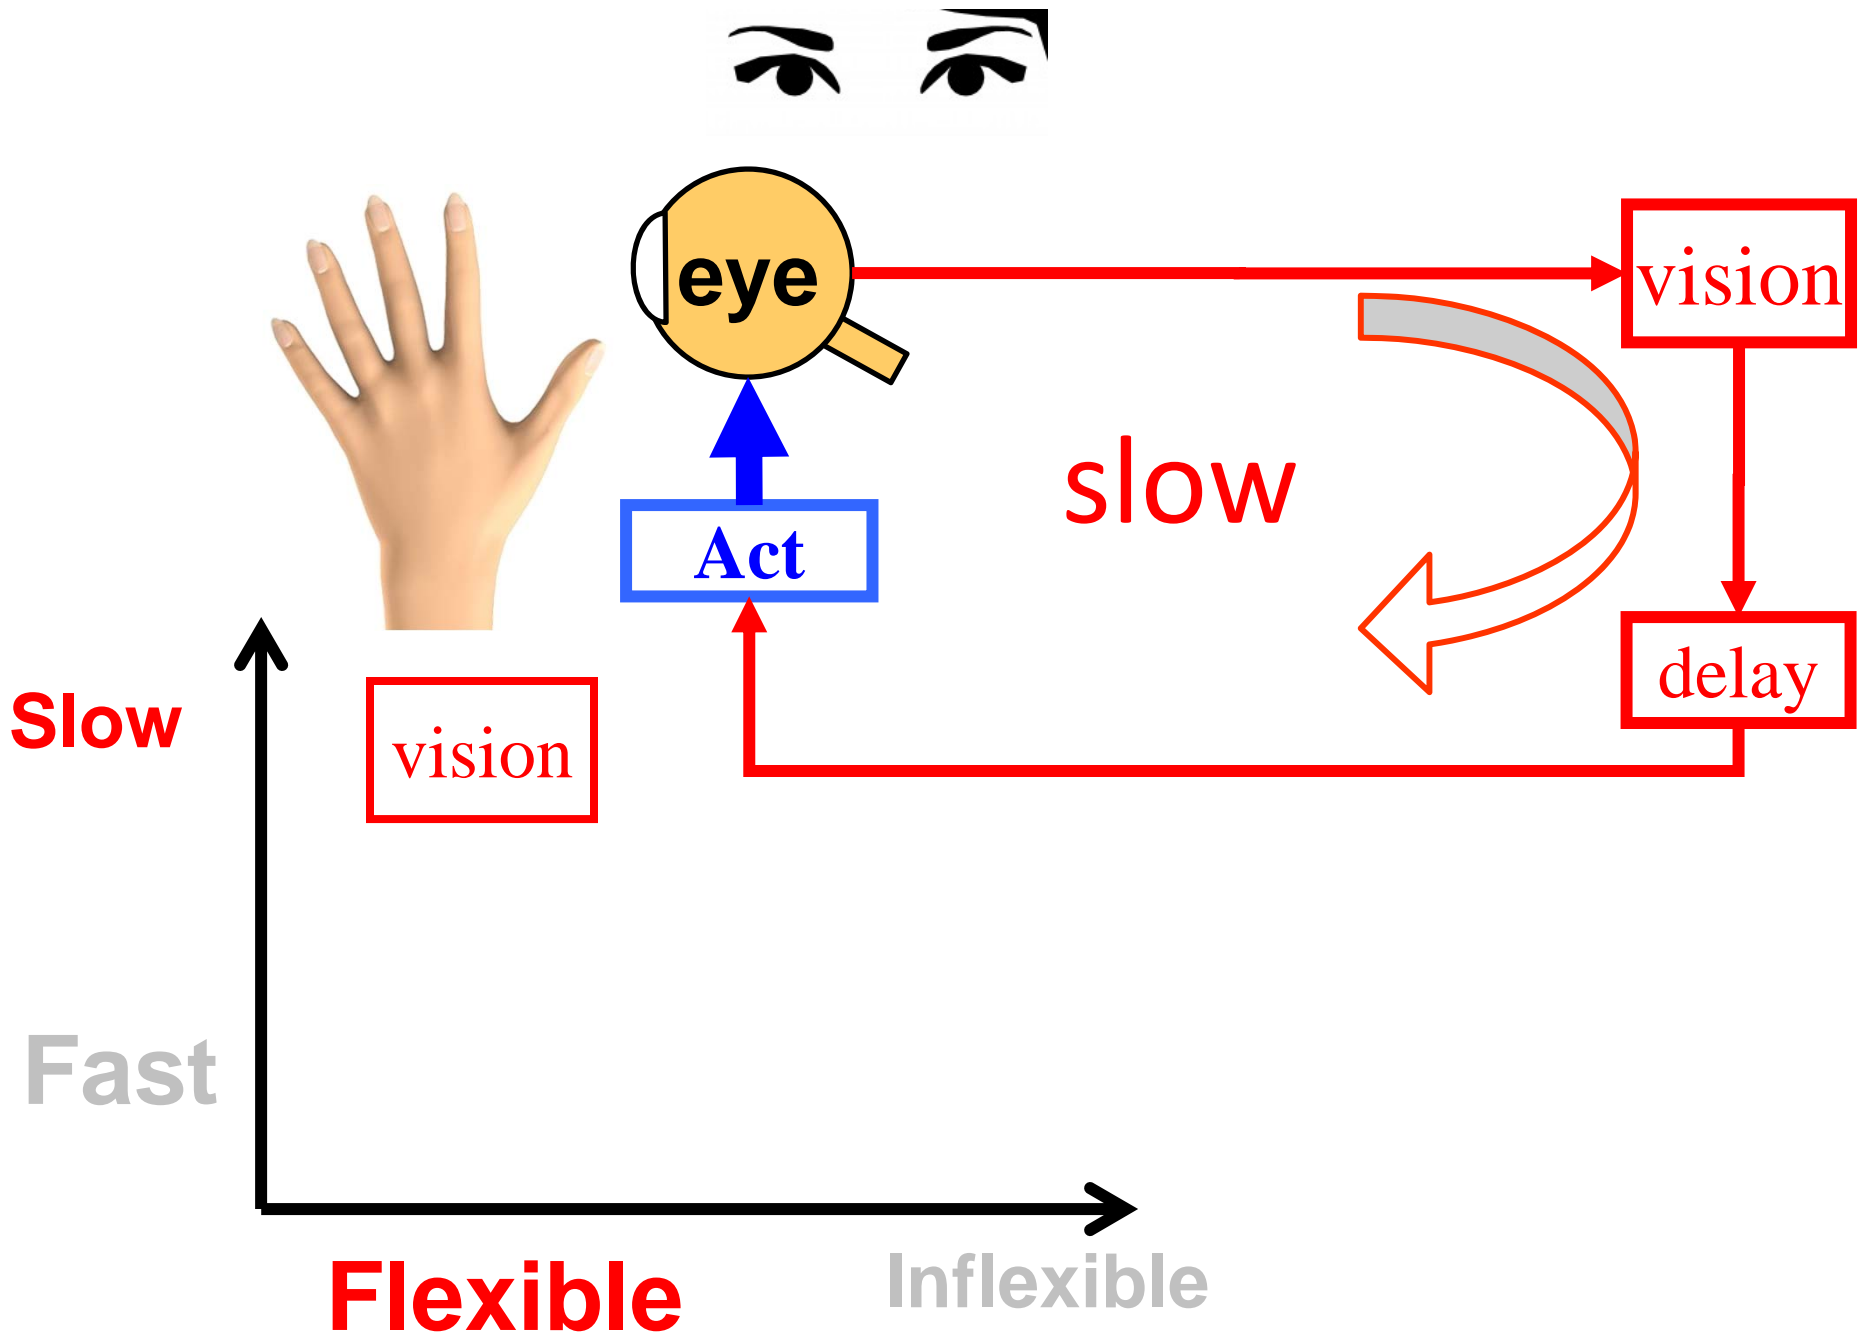 eye
vision
slow
Act
delay
Slow
vision
Fast
Flexible
Inflexible